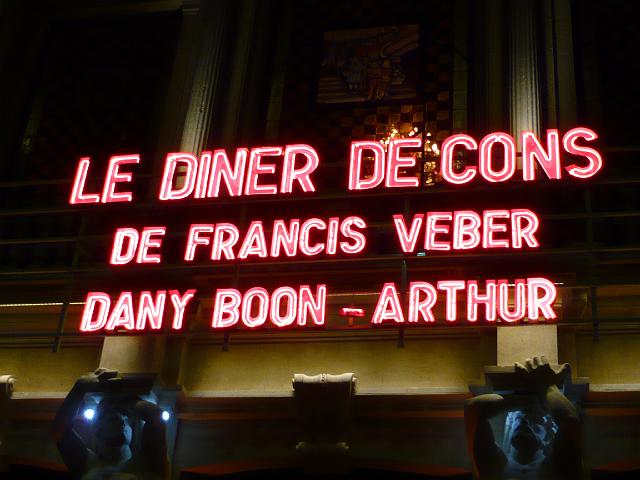 LE DINER DE CONS
DE FRANCIS VEBER
DANY BOON - ARTHUR